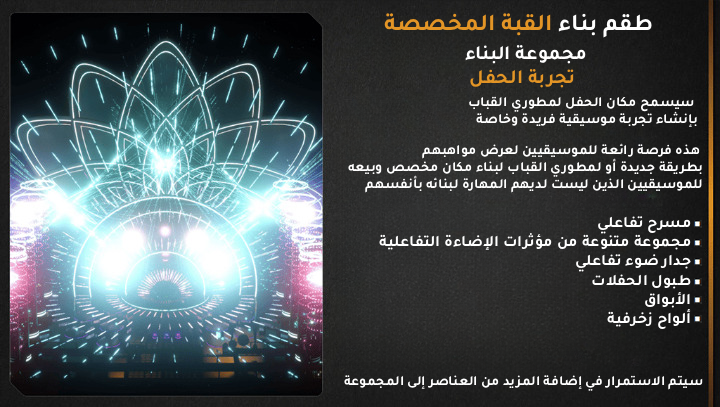 طقم بناء القبة المخصصة
مجموعة البناء
تجربة الحفل
سيسمح مكان الحفل لمطوري القباب
بإنشاء تجربة موسيقية فريدة وخاصة
هذه فرصة رائعة للموسيقيين لعرض مواهبهم
بطريقة جديدة أو لمطوري القباب لبناء مكان مخصص وبيعه
للموسيقيين الذين ليست لديهم المهارة لبنائه بأنفسهم
▪ مسرح تفاعلي
▪ مجموعة متنوعة من مؤثرات الإضاءة التفاعلية
▪ جدار ضوء تفاعلي
▪ طبول الحفلات
▪ الأبواق
▪ ألواح زخرفية
سيتم الاستمرار في إضافة المزيد من العناصر إلى المجموعة